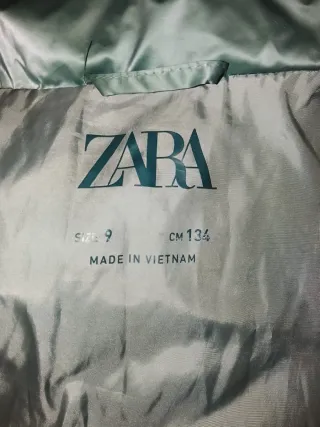 ZARA
SIZE 9 CM 134
MADE IN VIETNAM